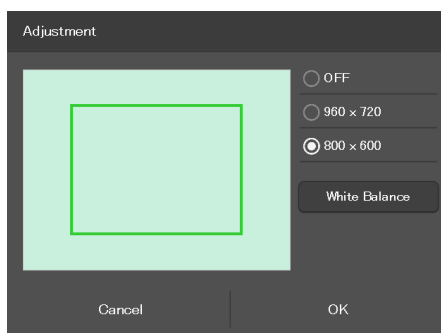 Adjustment
OFF
960 × 720
800 × 600
White Balance
Cancel
OK